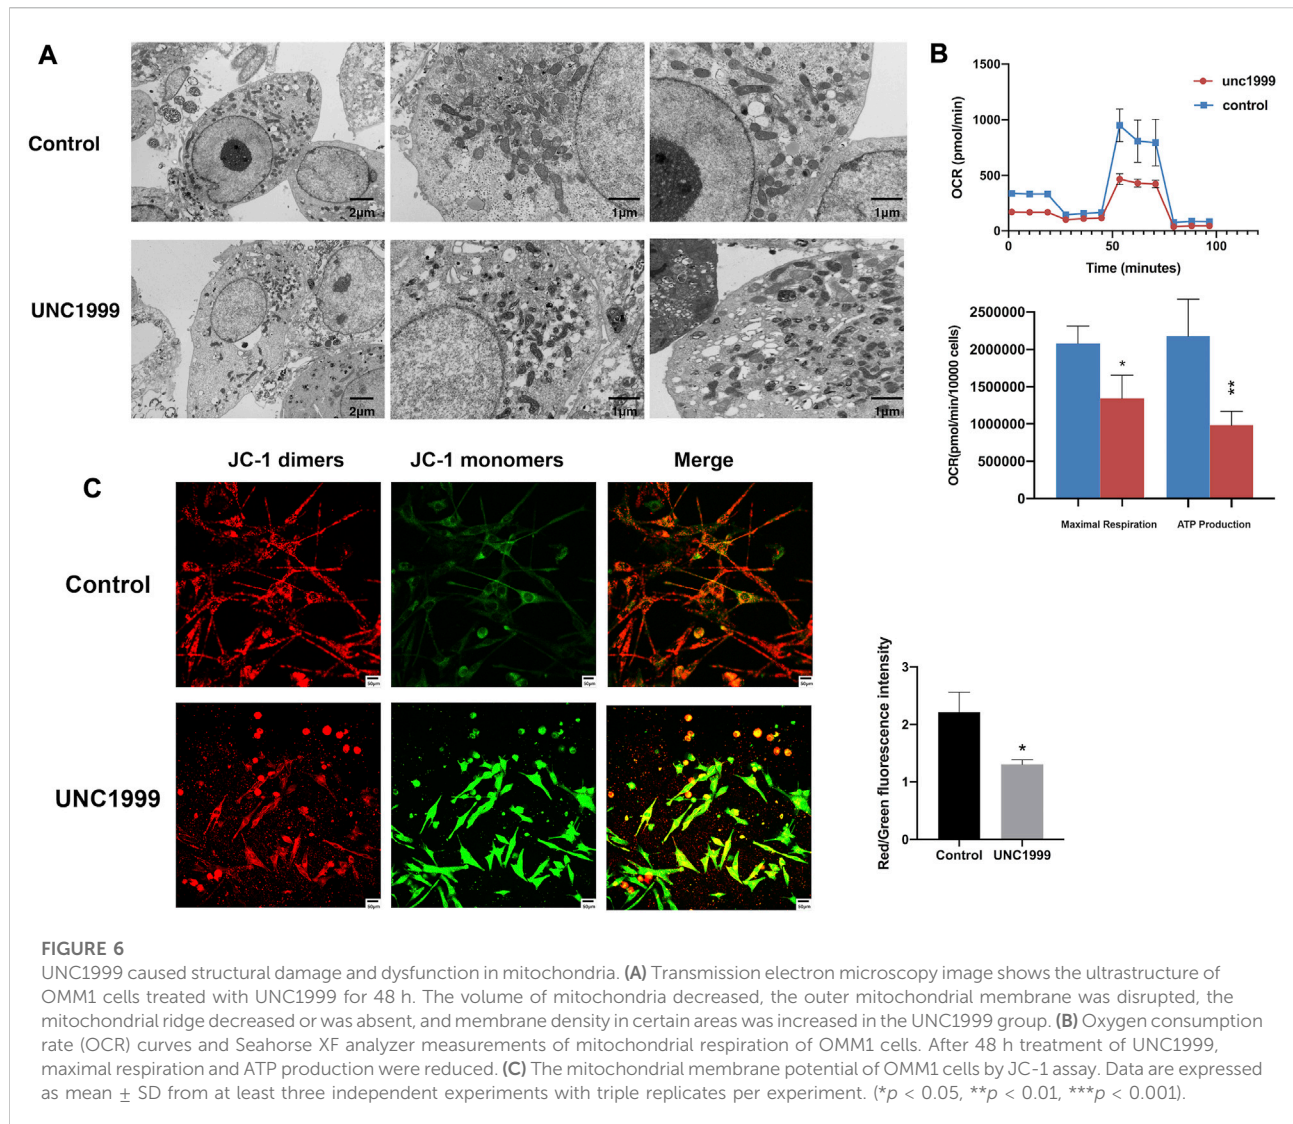 A
Control
2μm
1μm
1μm
UNC1999
2μm
1μm
1μm
B
OCR (pmol/min)
1500
1000
500
0
0
50
100
Time (minutes)
unc1999
control
OCR(pmol/min/10000 cells)
2500000
2000000
1500000
1000000
500000
0
*
**
Maximal Respiration
ATP Production
C
JC-1 dimers
JC-1 monomers
Merge
Control
50μm
50μm
50μm
UNC1999
50μm
50μm
50μm
Red/Green fluorescence intensity
3
2
1
0
*
Control
UNC1999
FIGURE 6
UNC1999 caused structural damage and dysfunction in mitochondria. (A) Transmission electron microscopy image shows the ultrastructure of
OMM1 cells treated with UNC1999 for 48 h. The volume of mitochondria decreased, the outer mitochondrial membrane was disrupted, the
mitochondrial ridge decreased or was absent, and membrane density in certain areas was increased in the UNC1999 group. (B) Oxygen consumption
rate (OCR) curves and Seahorse XF analyzer measurements of mitochondrial respiration of OMM1 cells. After 48 h treatment of UNC1999,
maximal respiration and ATP production were reduced. (C) The mitochondrial membrane potential of OMM1 cells by JC-1 assay. Data are expressed
as mean ± SD from at least three independent experiments with triple replicates per experiment. (*p < 0.05, **p < 0.01, ***p < 0.001).